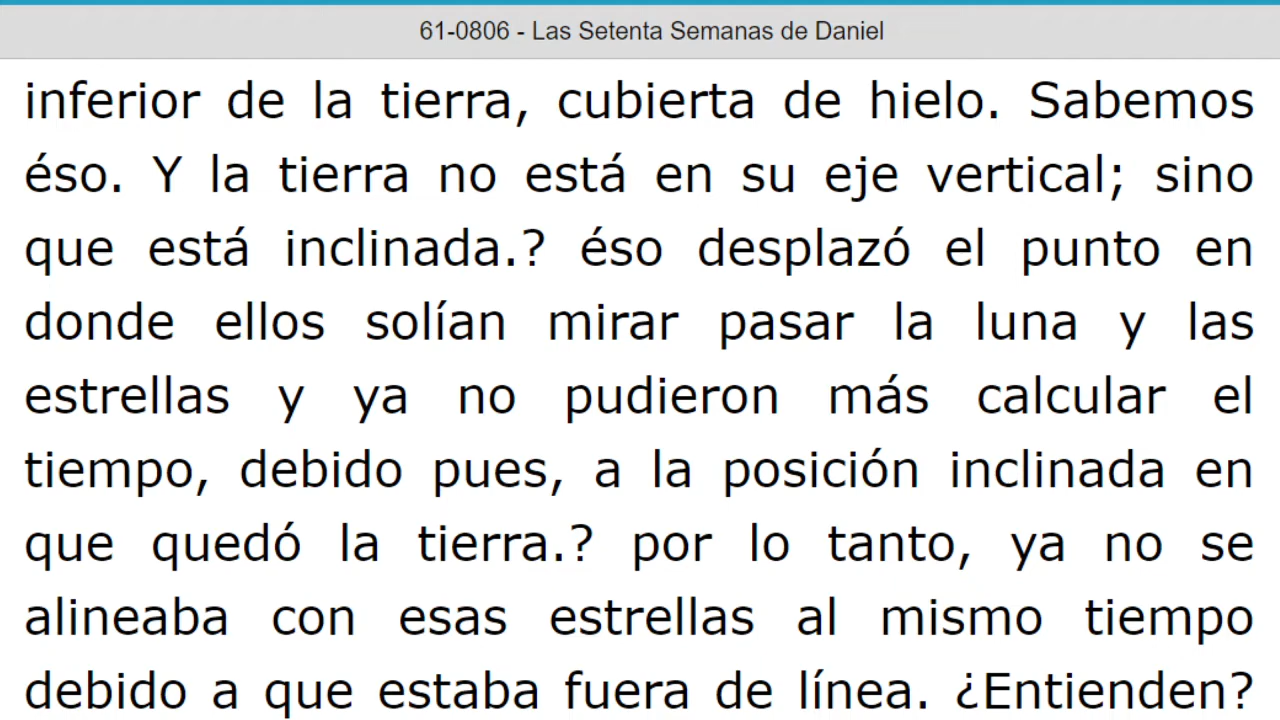 61-0806 - Las Setenta Semanas de Daniel
inferior de la tierra, cubierta de hielo. Sabemos
éso. Y la tierra no está en su eje vertical; sino
que está inclinada.? éso desplazó el punto en
donde ellos solían mirar pasar la luna y las
estrellas y ya no pudieron más calcular el
tiempo, debido pues, a la posición inclinada en
que quedó la tierra.? por lo tanto, ya no se
alineaba con esas estrellas al mismo tiempo
debido a que estaba fuera de línea. ¿Entienden?